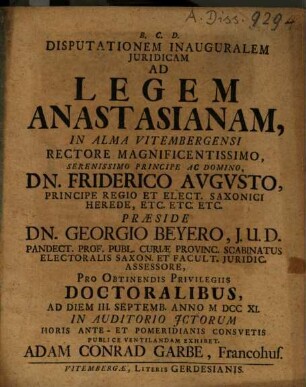 A. Diss. 9294
B. C. D.
DISPUTATIONEM INAUGURALEM
JURIDICAM
AD
LEGEM
ANASTASIANAM,
IN ALMA VITEMBERGENSI
RECTORE MAGNIFICENTISSIMO,
SERENISSIMO PRINCIPE AC DOMINO,
DN. FRIDERICO AVGVSTO,
PRINCIPE REGIO ET ELECT. SAXONICI
HEREDE, ETC. ETC. ETC.
PRÆSIDE
DN. GEORGIO BEYERO, J. U. D.
PANDECT. PROF. PUBL. CURIÆ PROVINC. SCABINATUS
ELECTORALIS SAXON. ET FACULT. JURIDIC.
ASSESSORE,
PRO OBTINENDIS PRIVILEGIIS
DOCTORALIBUS,
AD DIEM III. SEPTEMB. ANNO M DCC XI.
IN AUDITORIO JCTORUM
HORIS ANTE- ET POMERIDIANIS CONSVETIS
PUBLICE VENTILANDAM EXHIBET.
ADAM CONRAD GARBE, Francohus.
VITEMBERGÆ, LITERIS GERDESIANIS.